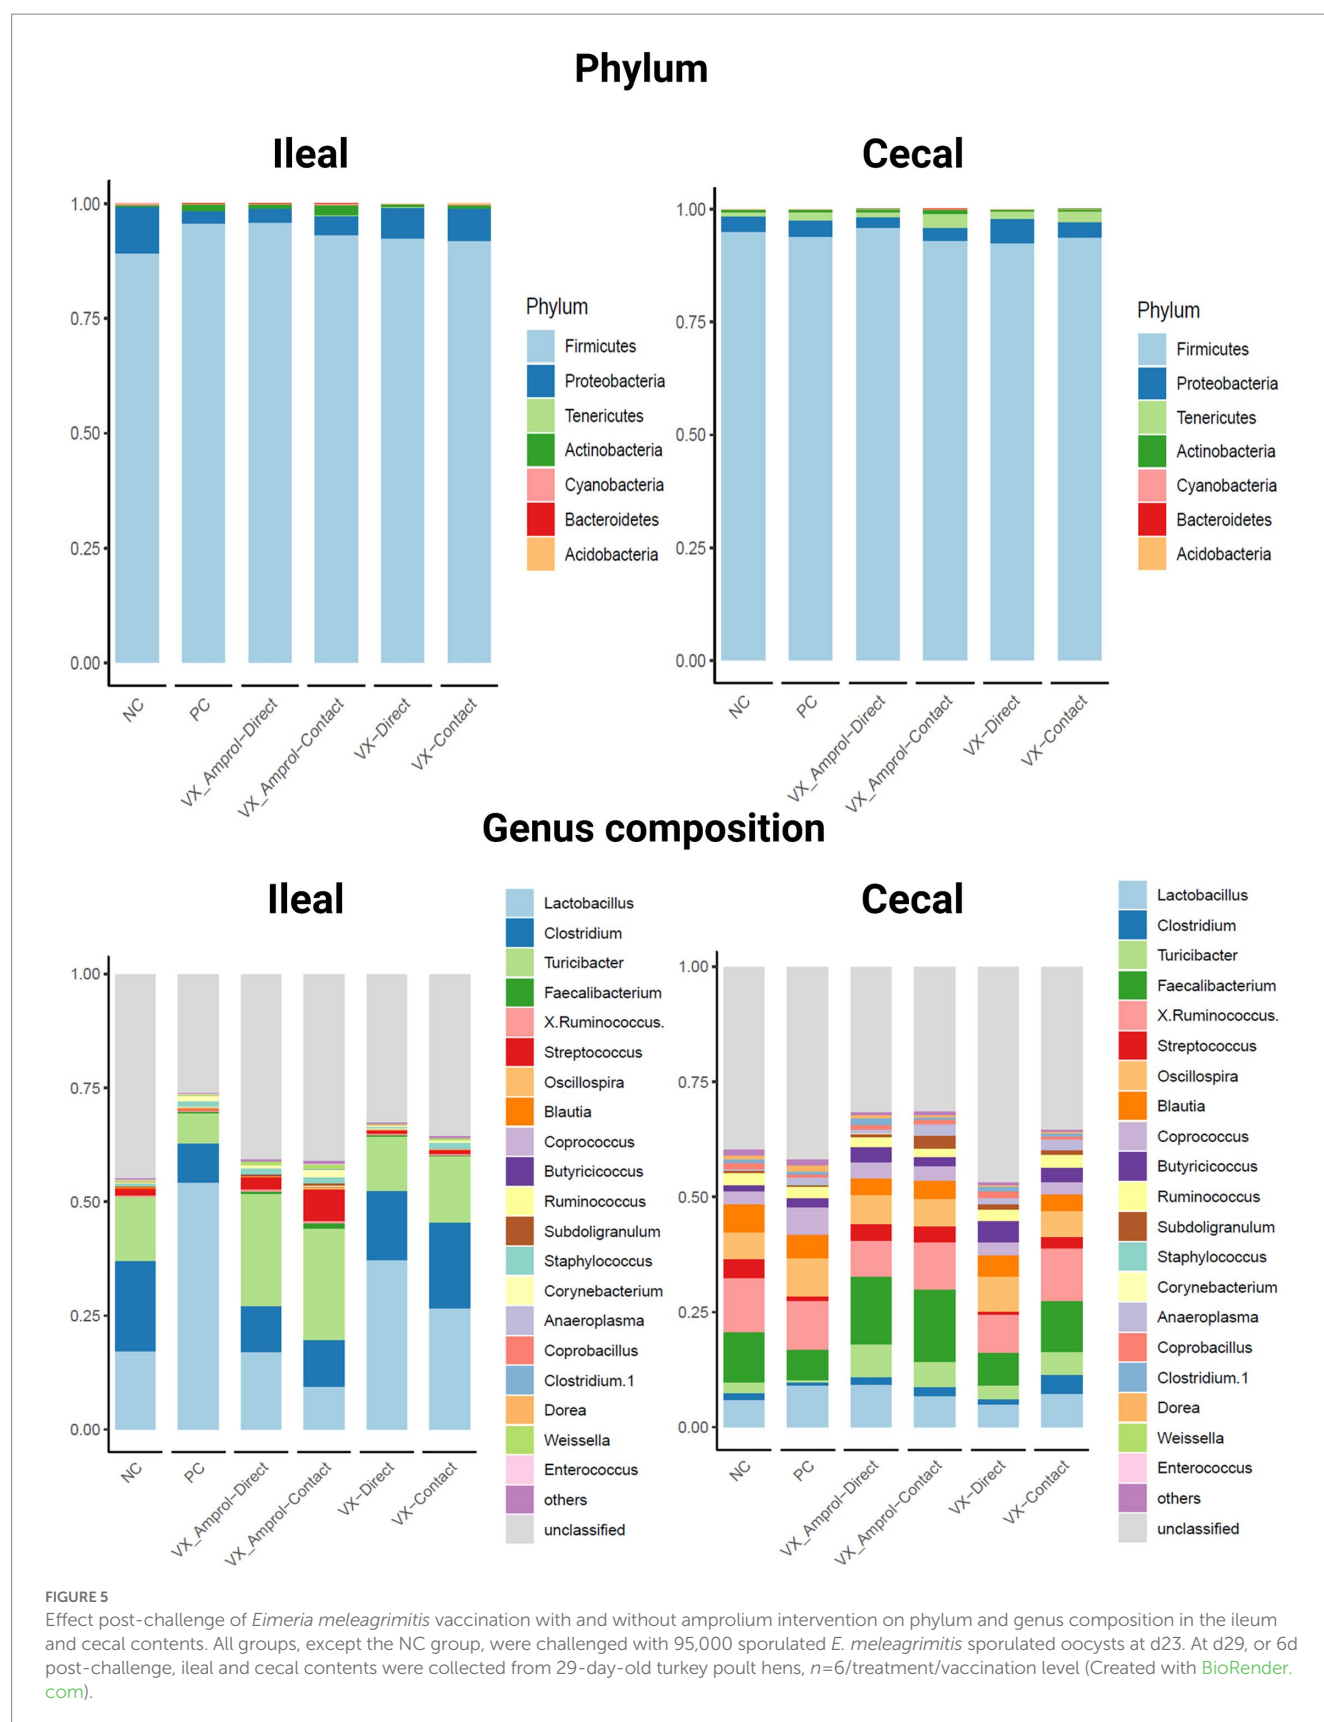 Phylum
Ileal
Cecal
1.00
0.75
0.50
0.25
0.00
NC
PC
VX_Amprol-Direct
VX_Amprol-Contact
VX-Direct
VX-Contact
Phylum
Firmicutes
Proteobacteria
Tenericutes
Actinobacteria
Cyanobacteria
Bacteroidetes
Acidobacteria
1.00
0.75
0.50
0.25
0.00
NC
PC
VX_Amprol-Direct
VX_Amprol-Contact
VX-Direct
VX-Contact
Phylum
Firmicutes
Proteobacteria
Tenericutes
Actinobacteria
Cyanobacteria
Bacteroidetes
Acidobacteria
Genus composition
Ileal
Cecal
1.00
0.75
0.50
0.25
0.00
NC
PC
VX_Amprol-Direct
VX_Amprol-Contact
VX-Direct
VX-Contact
Lactobacillus
Clostridium
Turicibacter
Faecalibacterium
X.Ruminococcus.
Streptococcus
Oscillospira
Blautia
Coprococcus
Butyricicoccus
Ruminococcus
Subdoligranulum
Staphylococcus
Corynebacterium
Anaeroplasma
Coprobacillus
Clostridium.1
Dorea
Weissella
Enterococcus
others
unclassified
1.00
0.75
0.50
0.25
0.00
NC
PC
VX_Amprol-Direct
VX_Amprol-Contact
VX-Direct
VX-Contact
Lactobacillus
Clostridium
Turicibacter
Faecalibacterium
X.Ruminococcus.
Streptococcus
Oscillospira
Blautia
Coprococcus
Butyricicoccus
Ruminococcus
Subdoligranulum
Staphylococcus
Corynebacterium
Anaeroplasma
Coprobacillus
Clostridium.1
Dorea
Weissella
Enterococcus
others
unclassified
FIGURE 5
Effect post-challenge of Eimeria meleagrimitis vaccination with and without amprolium intervention on phylum and genus composition in the ileum
and cecal contents. All groups, except the NC group, were challenged with 95,000 sporulated E. meleagrimitis sporulated oocysts at d23. At d29, or 6d
post-challenge, ileal and cecal contents were collected from 29-day-old turkey poult hens, n=6/treatment/vaccination level (Created with BioRender.
com).